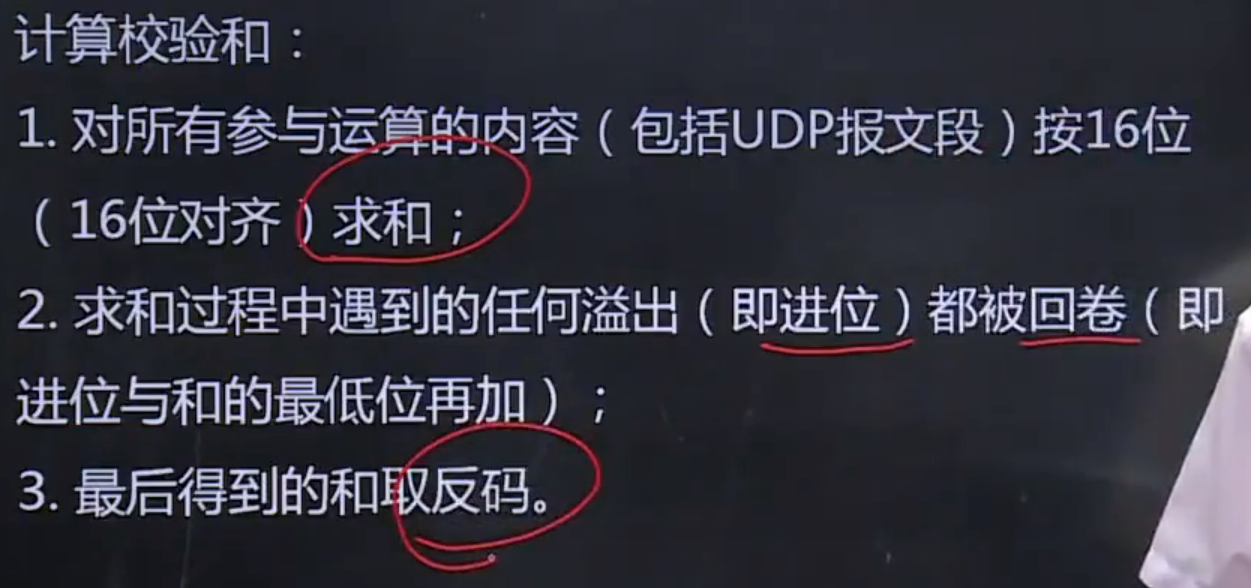 计算校验和：
1. 对所有参与运算的内容（包括UDP报文段）按16位
（16位对齐）求和；
2. 求和过程中遇到的任何溢出（即进位）都被回卷（即
进位与和的最低位再加）；
3. 最后得到的和取反码。